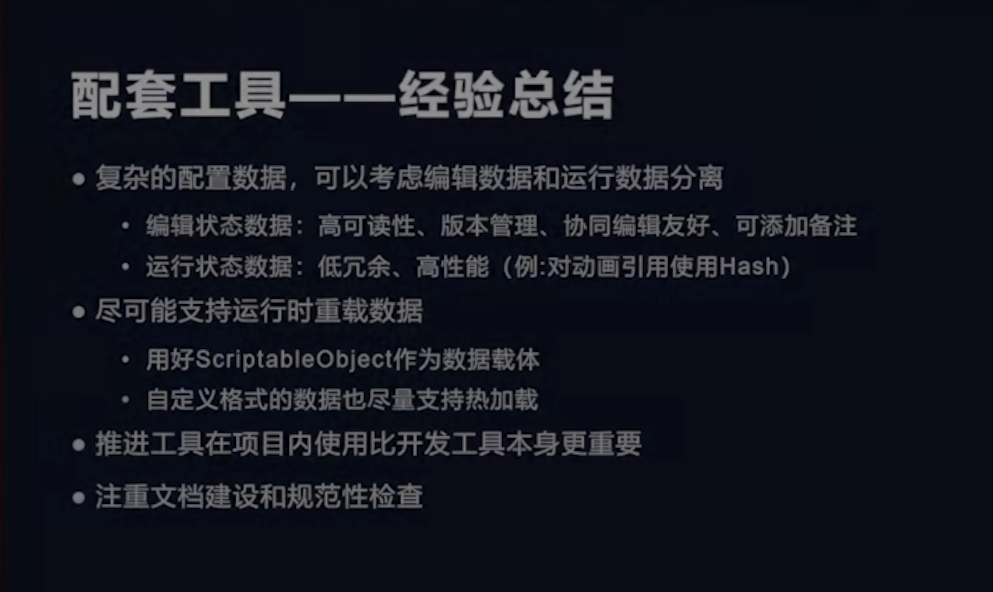 配套工具——经验总结
● 复杂的配置数据，可以考虑编辑数据和运行数据分离
• 编辑状态数据：高可读性、版本管理、协同编辑友好、可添加备注
• 运行状态数据：低冗余、高性能（例:对动画引用使用Hash）
● 尽可能支持运行时重载数据
• 用好ScriptableObject作为数据载体
• 自定义格式的数据也尽量支持热加载
● 推进工具在项目内使用比开发工具本身更重要
● 注重文档建设和规范性检查